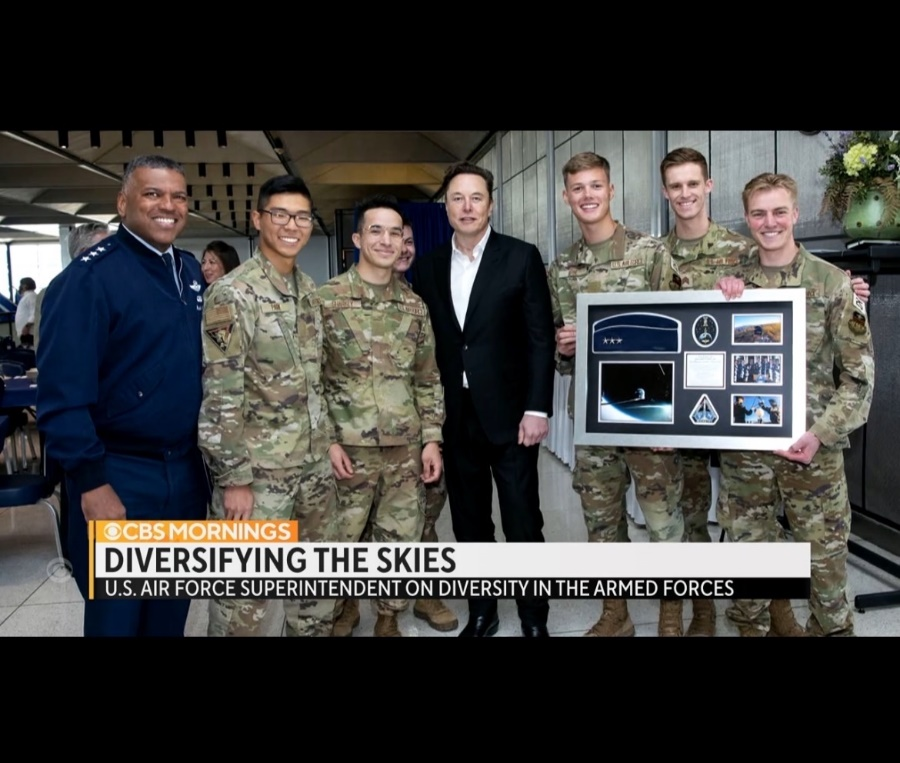 CBS MORNINGS
DIVERSIFYING THE SKIES
U.S. AIR FORCE SUPERINTENDENT ON DIVERSITY IN THE ARMED FORCES